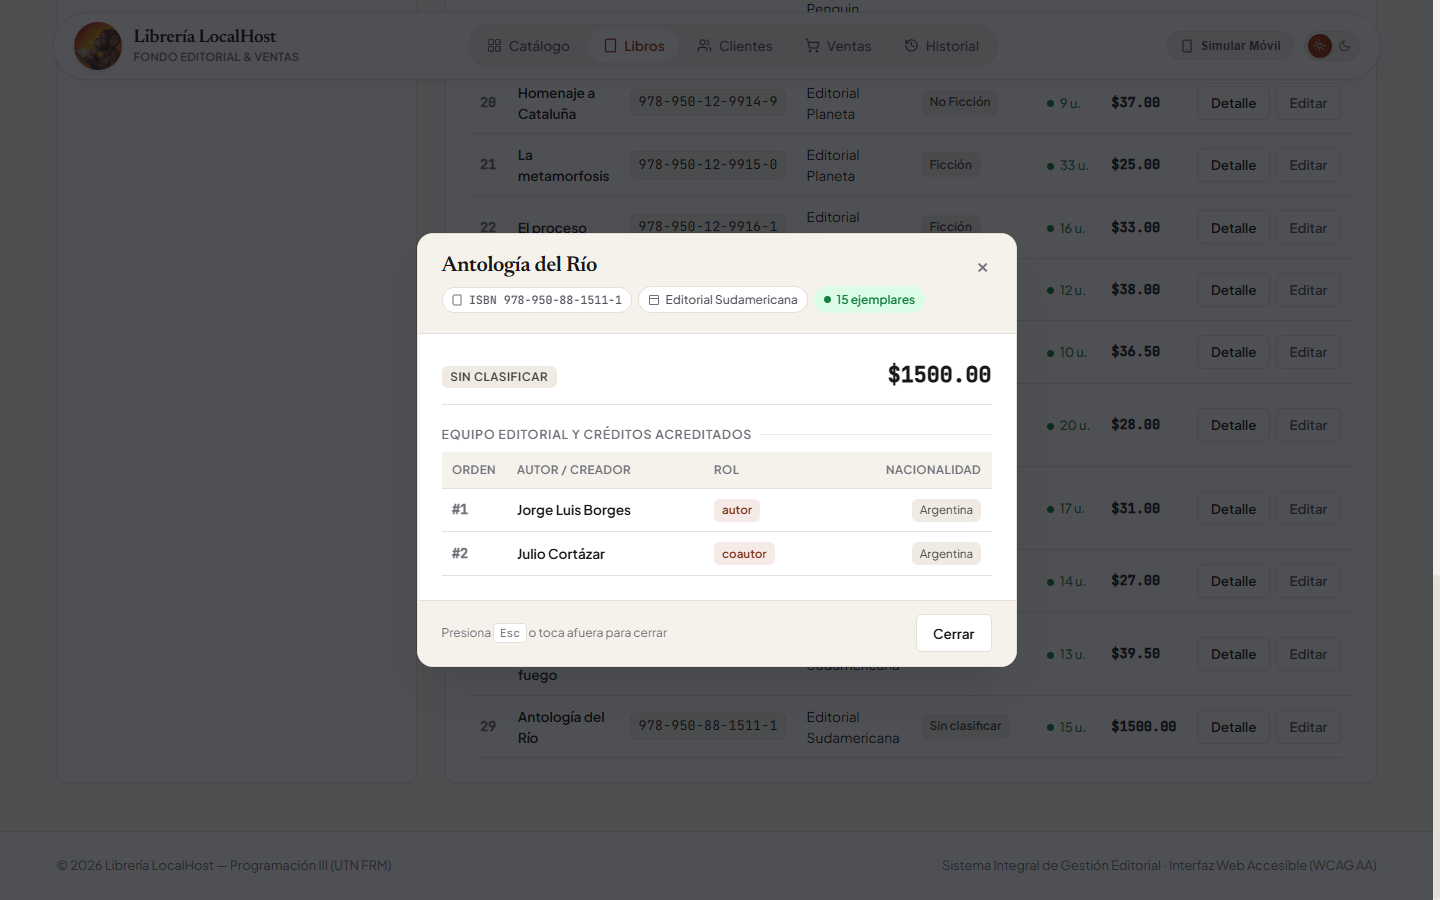 Penguin
Librería LocalHost
FONDO EDITORIAL & VENTAS
Catálogo
Libros
Clientes
Ventas
Historial
Simular Móvil
20 Homenaje a Cataluña 978-950-12-9914-9 Editorial Planeta No Ficción 9 u. $37.00 Detalle Editar
21 La metamorfosis 978-950-12-9915-0 Editorial Planeta Ficción 33 u. $25.00 Detalle Editar
22 El proceso 978-950-12-9916-1 Editorial Ficción 16 u. $33.00 Detalle Editar
12 u. $38.00 Detalle Editar
10 u. $36.50 Detalle Editar
20 u. $28.00 Detalle Editar
17 u. $31.00 Detalle Editar
14 u. $27.00 Detalle Editar
fuego Sudamericana 13 u. $39.50 Detalle Editar
29 Antología del Río 978-950-88-1511-1 Editorial Sudamericana Sin clasificar 15 u. $1500.00 Detalle Editar
Antología del Río
×
ISBN 978-950-88-1511-1
Editorial Sudamericana
15 ejemplares
SIN CLASIFICAR
$1500.00
EQUIPO EDITORIAL Y CRÉDITOS ACREDITADOS
ORDEN AUTOR / CREADOR ROL NACIONALIDAD
#1 Jorge Luis Borges autor Argentina
#2 Julio Cortázar coautor Argentina
Presiona Esc o toca afuera para cerrar
Cerrar
© 2026 Librería LocalHost — Programación III (UTN FRM)
Sistema Integral de Gestión Editorial · Interfaz Web Accesible (WCAG AA)